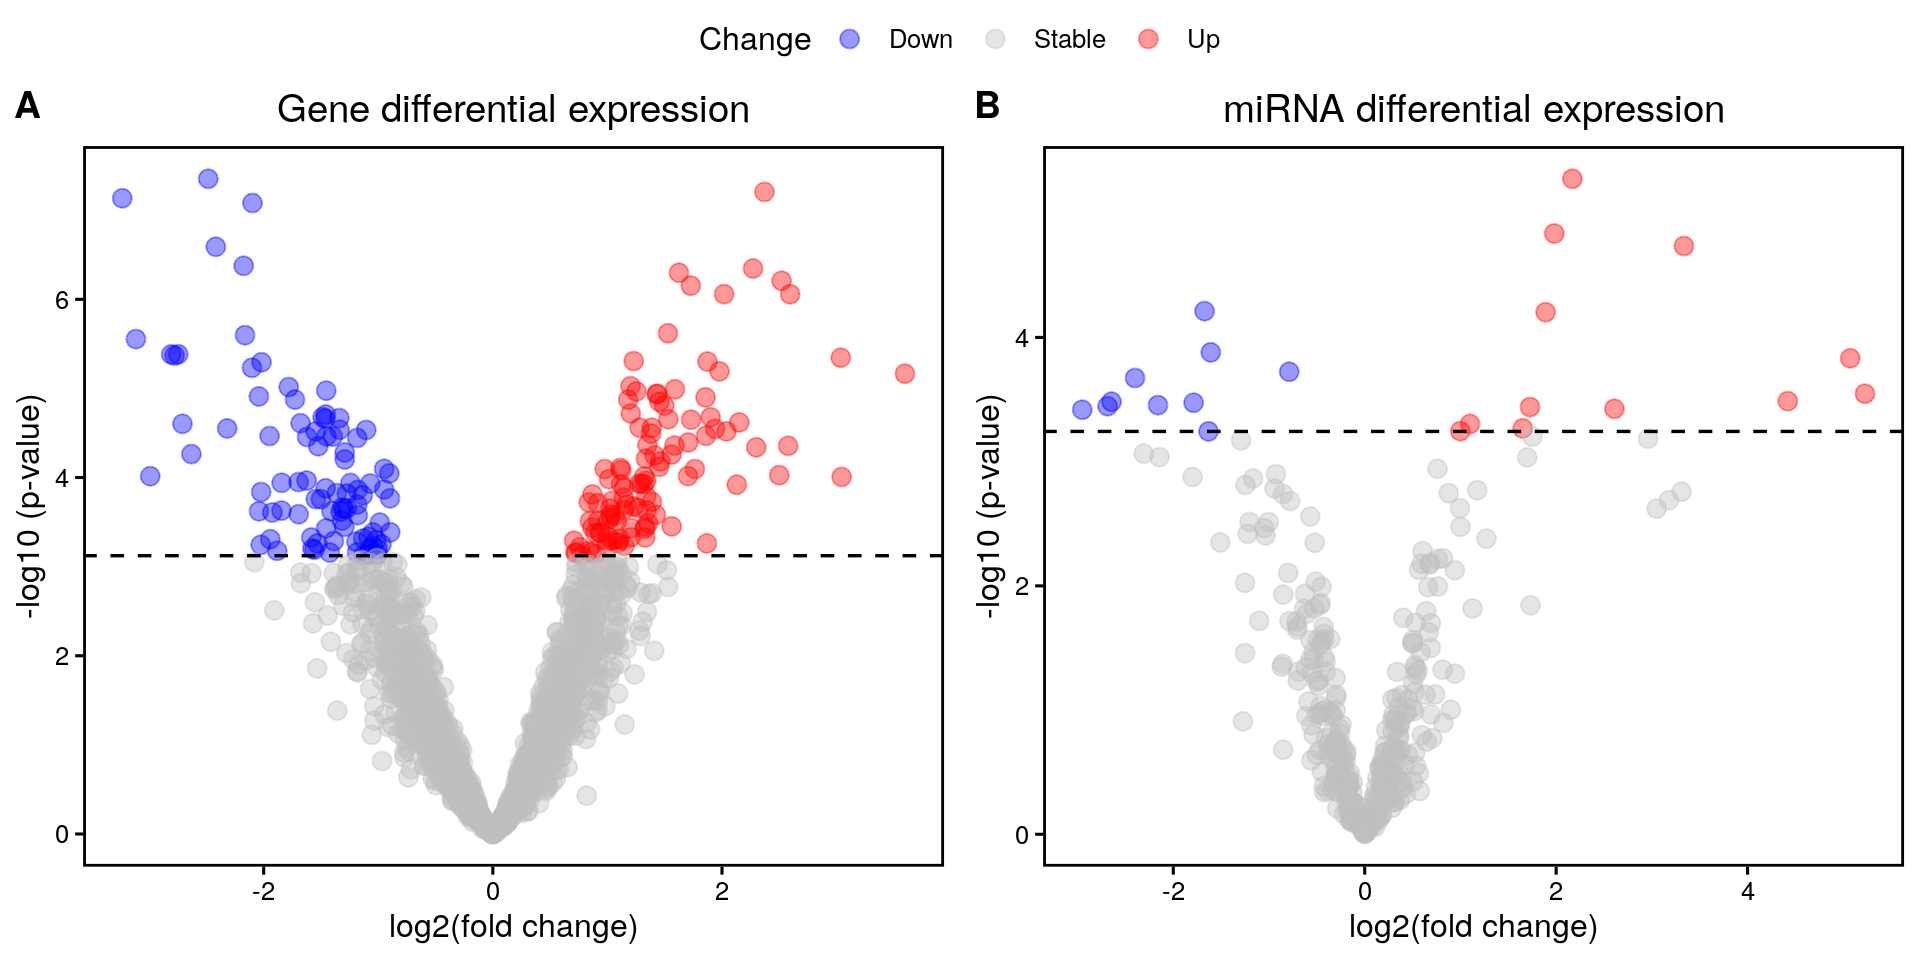 Change Down Stable Up
A
Gene differential expression
-log10 (p-value)
6
4
2
0
-2 0 2
log2(fold change)
B
miRNA differential expression
-log10 (p-value)
4
2
0
-2 0 2 4
log2(fold change)